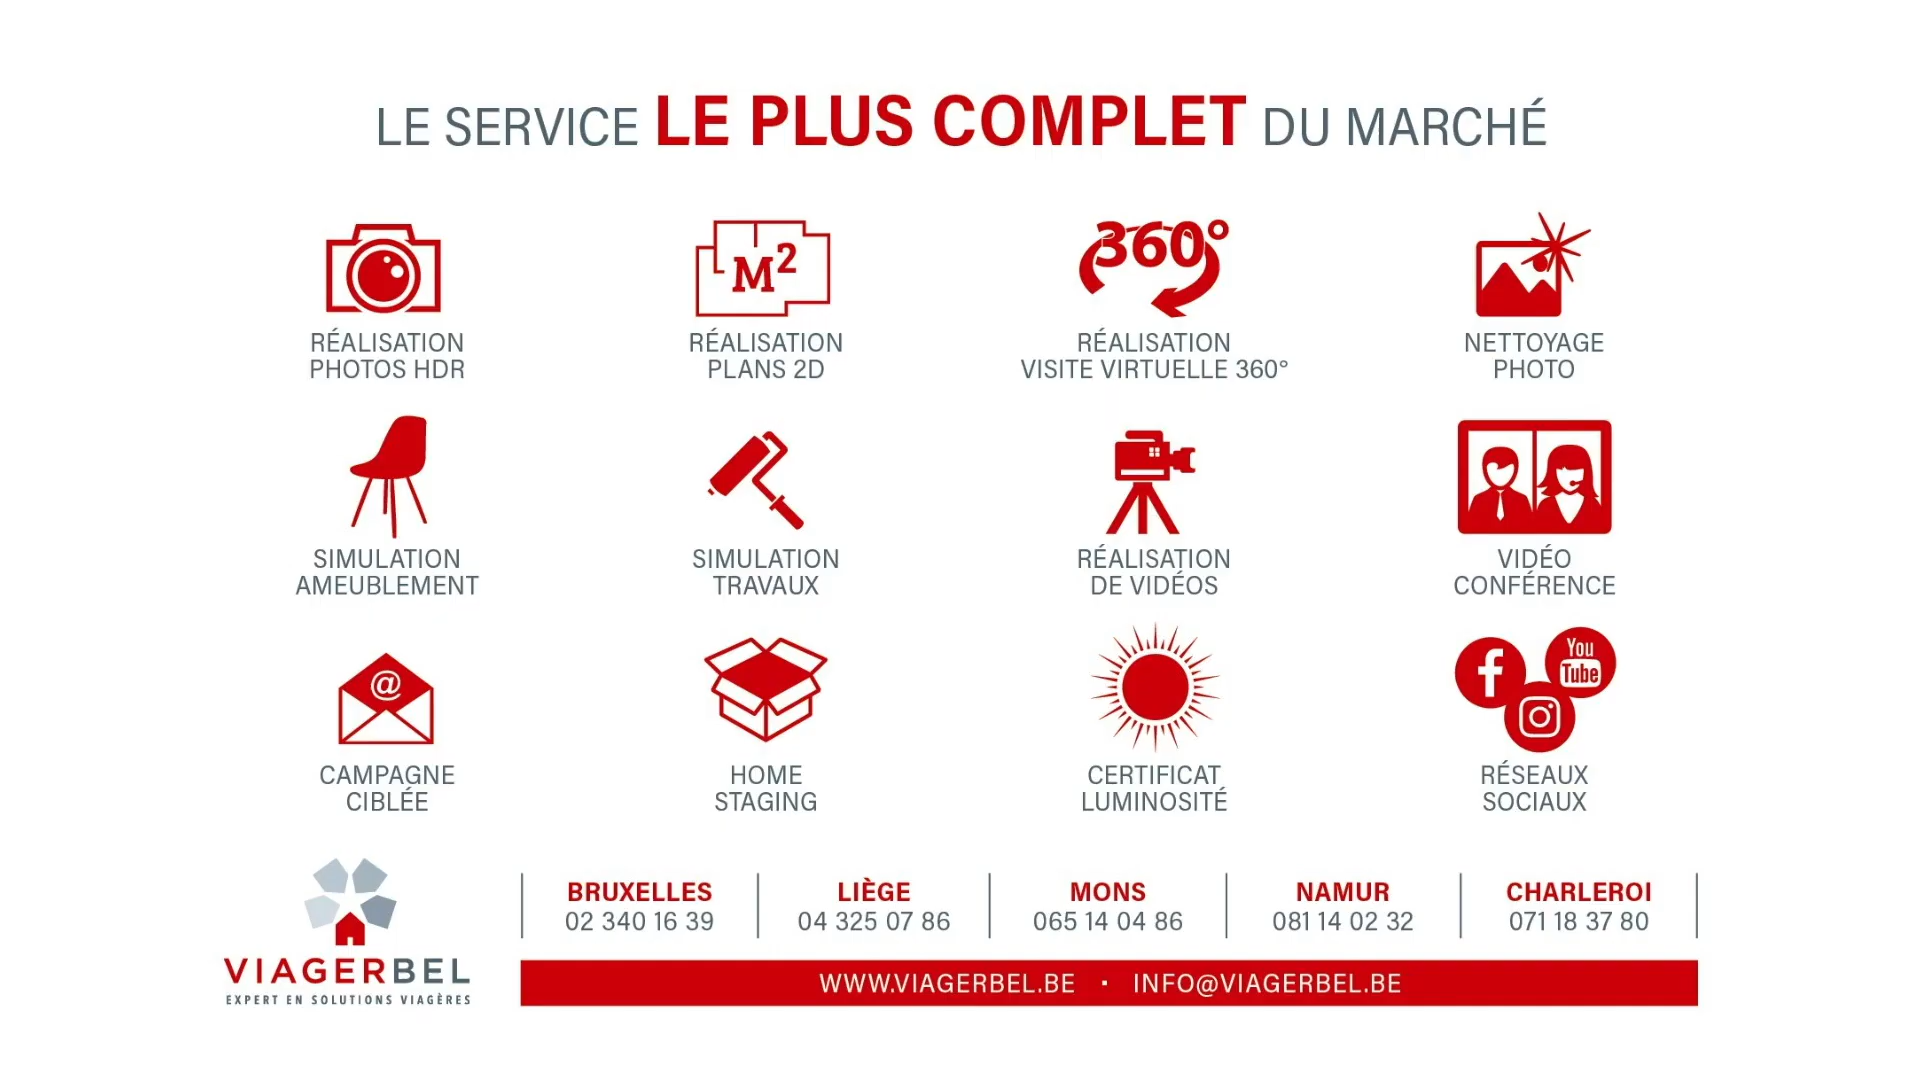 LE SERVICE LE PLUS COMPLET DU MARCHÉ
M²
360°
RÉALISATION
PHOTOS HDR
RÉALISATION
PLANS 2D
RÉALISATION
VISITE VIRTUELLE 360°
NETTOYAGE
PHOTO
SIMULATION
AMEUBLEMENT
SIMULATION
TRAVAUX
RÉALISATION
DE VIDÉOS
VIDÉO
CONFÉRENCE
@
f
You
Tube
CAMPAGNE
CIBLÉE
HOME
STAGING
CERTIFICAT
LUMINOSITÉ
RÉSEAUX
SOCIAUX
VIAGERBEL
EXPERT EN SOLUTIONS VIAGÈRES
BRUXELLES
02 340 16 39
LIÈGE
04 325 07 86
MONS
065 14 04 86
NAMUR
081 14 02 32
CHARLEROI
071 18 37 80
WWW.VIAGERBEL.BE · INFO@VIAGERBEL.BE